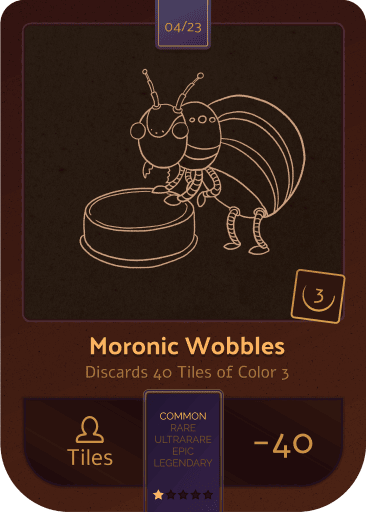 04/23
3
Moronic Wobbles
Discards 40 Tiles of Color 3
Tiles
COMMON
RARE
ULTRARARE
EPIC
LEGENDARY
-40